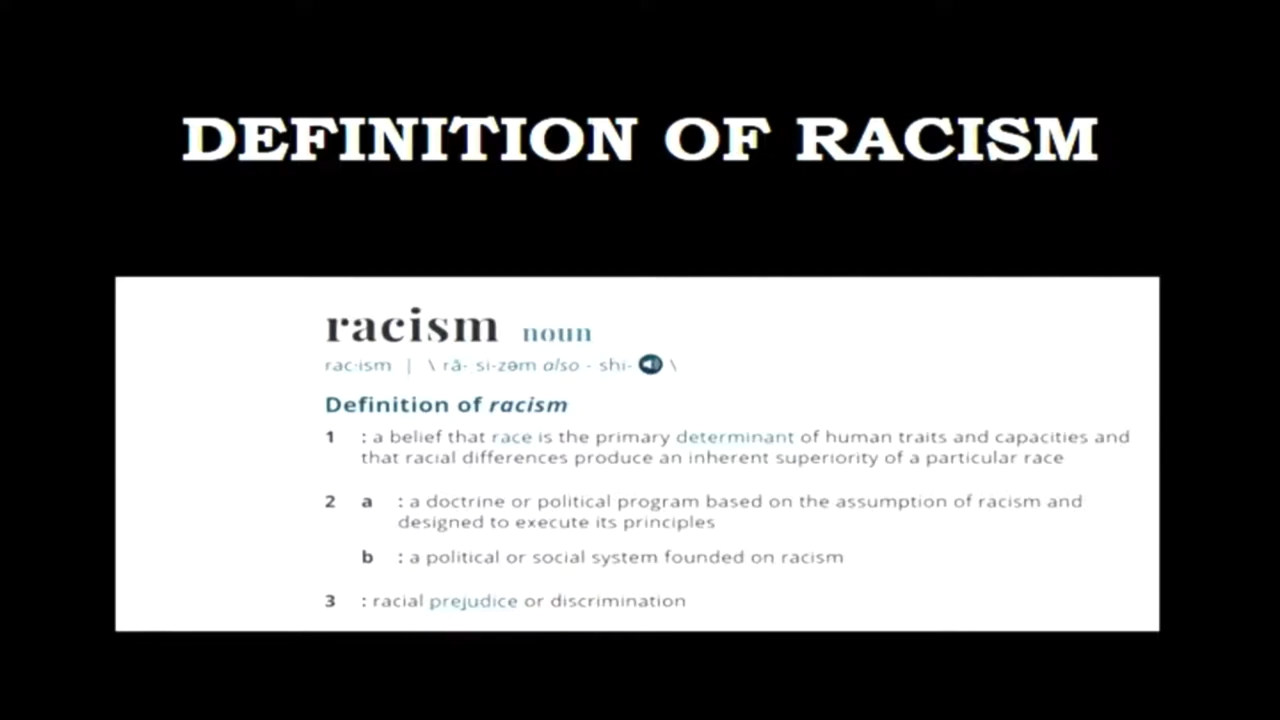 DEFINITION OF RACISM
racism noun
rac·ism | \ rā- si-zəm also - shi- \
Definition of racism
1 : a belief that race is the primary determinant of human traits and capacities and
that racial differences produce an inherent superiority of a particular race
2 a : a doctrine or political program based on the assumption of racism and
designed to execute its principles
b : a political or social system founded on racism
3 : racial prejudice or discrimination